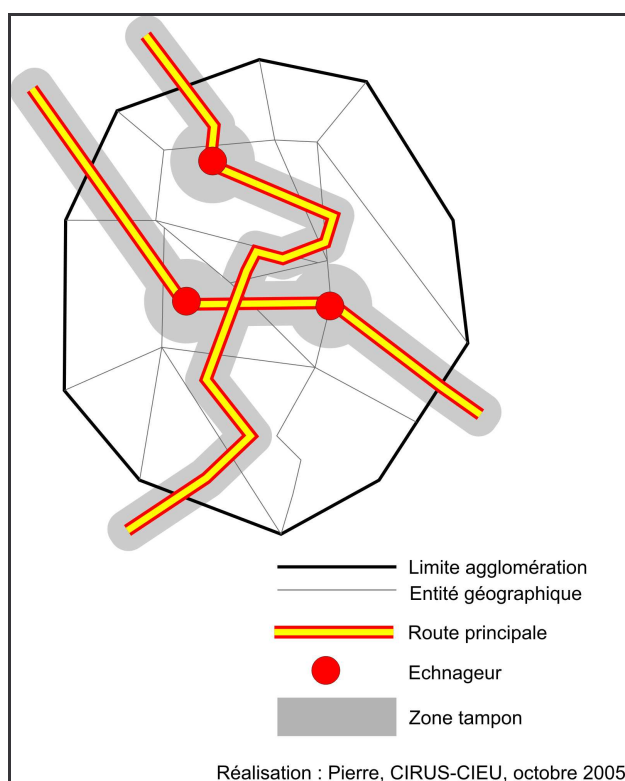 Limite agglomération
Entité géographique
Route principale
Echnageur
Zone tampon
Réalisation : Pierre, CIRUS-CIEU, octobre 2005